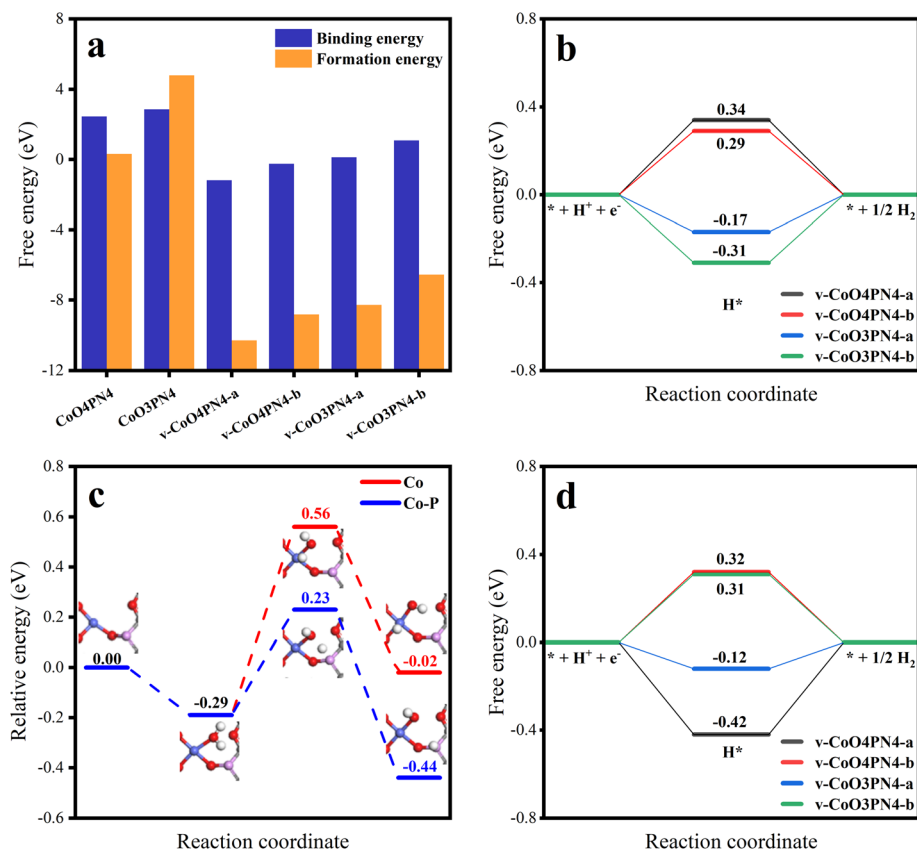 a
Binding energy
Formation energy
Free energy (eV)
8
4
0
-4
-8
-12
CoO4PN4
CoO3PN4
v-CoO4PN4-a
v-CoO4PN4-b
v-CoO3PN4-a
v-CoO3PN4-b
b
Free energy (eV)
0.8
0.4
0.0
-0.4
-0.8
0.34
0.29
-0.17
-0.31
* + H⁺ + e⁻
* + 1/2 H₂
H*
v-CoO4PN4-a
v-CoO4PN4-b
v-CoO3PN4-a
v-CoO3PN4-b
Reaction coordinate
c
Co
Co-P
Relative energy (eV)
0.8
0.6
0.4
0.2
0.0
-0.2
-0.4
-0.6
0.00
-0.29
0.56
0.23
-0.02
-0.44
Reaction coordinate
d
Free energy (eV)
0.8
0.4
0.0
-0.4
-0.8
0.32
0.31
-0.12
-0.42
* + H⁺ + e⁻
* + 1/2 H₂
H*
v-CoO4PN4-a
v-CoO4PN4-b
v-CoO3PN4-a
v-CoO3PN4-b
Reaction coordinate